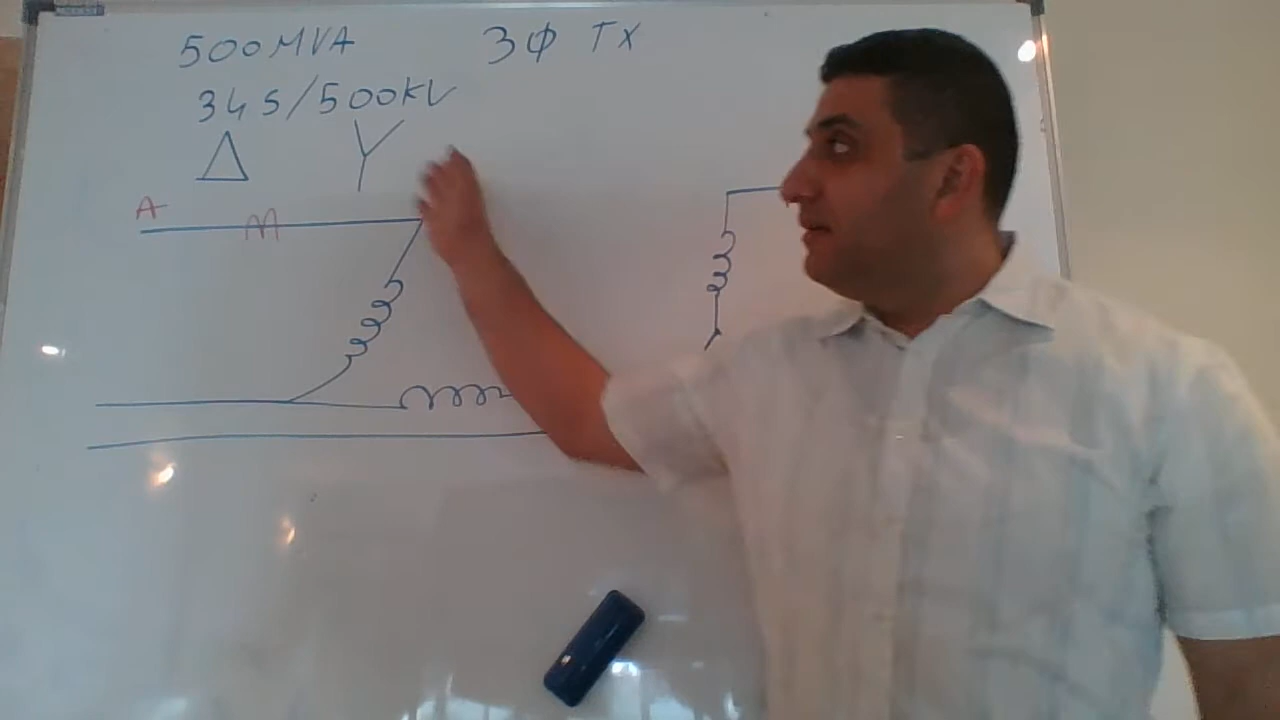 500MVA 3Φ TX
345/500kV
Δ Y
A